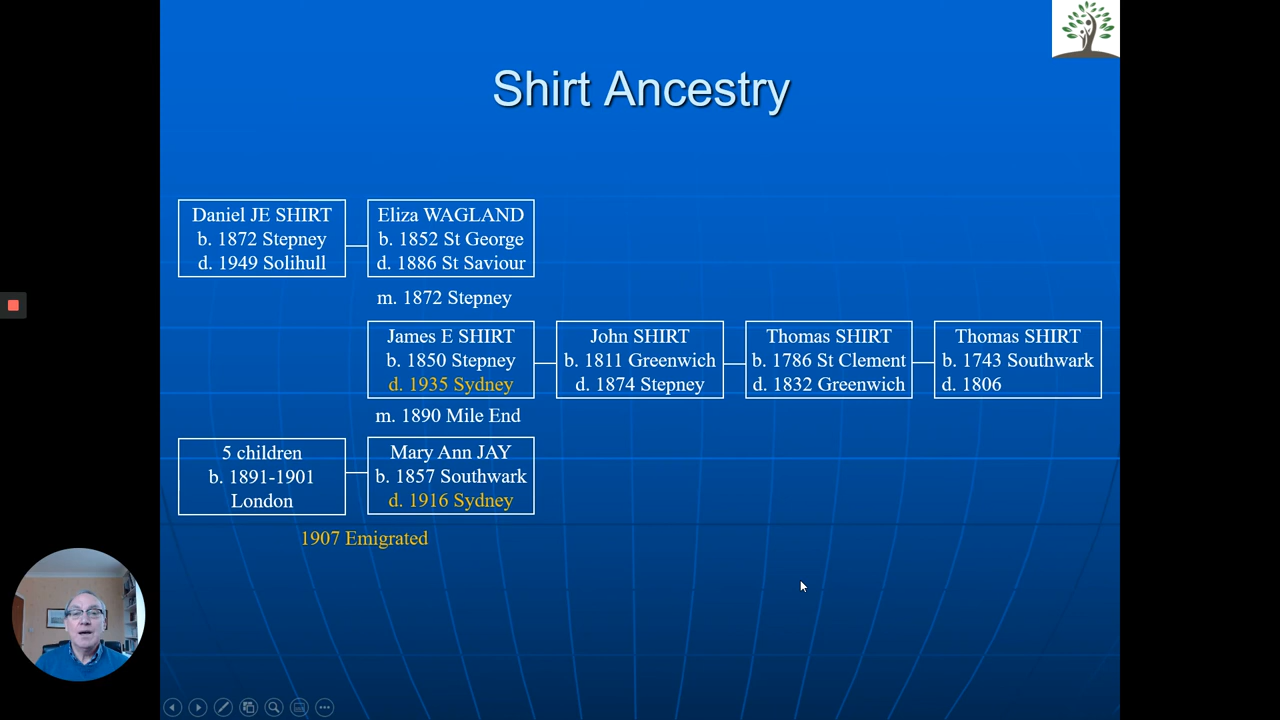 Shirt Ancestry
Daniel JE SHIRT
b. 1872 Stepney
d. 1949 Solihull
Eliza WAGLAND
b. 1852 St George
d. 1886 St Saviour
m. 1872 Stepney
James E SHIRT
b. 1850 Stepney
d. 1935 Sydney
John SHIRT
b. 1811 Greenwich
d. 1874 Stepney
Thomas SHIRT
b. 1786 St Clement
d. 1832 Greenwich
Thomas SHIRT
b. 1743 Southwark
d. 1806
m. 1890 Mile End
5 children
b. 1891-1901
London
Mary Ann JAY
b. 1857 Southwark
d. 1916 Sydney
1907 Emigrated